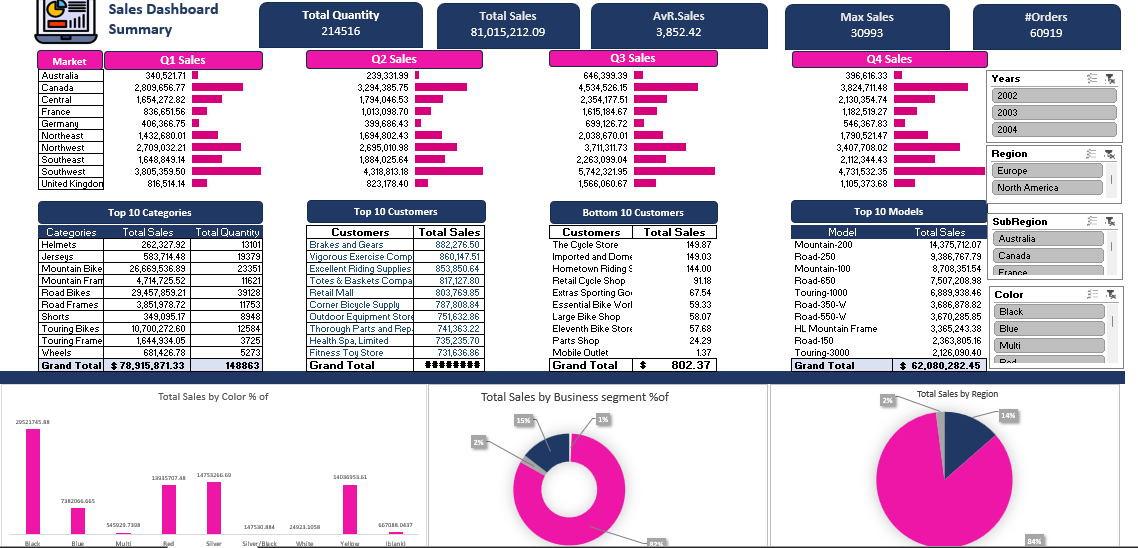 Sales Dashboard
Summary
Total Quantity
214516
Total Sales
81,015,212.09
AvR.Sales
3,852.42
Max Sales
30993
#Orders
60919
Market Q1 Sales Q2 Sales Q3 Sales Q4 Sales
Australia 340,521.71 239,331.99 646,399.39 396,616.33
Canada 2,809,656.77 3,294,385.75 4,534,526.15 3,824,711.48
Central 1,654,272.82 1,794,046.53 2,354,177.51 2,130,354.74
France 836,651.56 1,013,098.70 1,615,184.67 1,182,519.27
Germany 406,366.75 399,686.43 699,126.72 546,367.83
Northeast 1,432,680.01 1,694,802.43 2,038,670.01 1,790,521.47
Northwest 2,709,032.21 2,695,010.98 3,711,311.73 3,407,708.02
Southeast 1,648,849.14 1,884,025.64 2,263,099.04 2,112,344.43
Southwest 3,805,359.50 4,318,813.18 5,742,321.95 4,731,532.35
United Kingdon 816,514.14 823,178.40 1,566,060.67 1,105,373.68
Years
2002
2003
2004
Region
Europe
North America
SubRegion
Australia
Canada
France
Color
Black
Blue
Multi
Red
Top 10 Categories
Categories Total Sales Total Quantity
Helmets 262,327.92 13101
Jerseys 583,714.48 19379
Mountain Bike 26,669,536.89 23351
Mountain Fram 4,714,725.52 11621
Road Bikes 29,457,859.21 39128
Road Frames 3,851,978.72 11753
Shorts 349,095.17 8948
Touring Bikes 10,700,272.60 12584
Touring Frame 1,644,934.05 3725
Wheels 681,426.78 5273
Grand Total $ 78,915,871.33 148863
Top 10 Customers
Customers Total Sales
Brakes and Gears 882,276.50
Vigorous Exercise Comp 860,147.51
Excellent Riding Supplies 853,850.64
Totes & Baskets Compa 817,127.80
Retail Mall 803,769.85
Corner Bicycle Supply 787,808.84
Outdoor Equipment Store 751,632.86
Thorough Parts and Rep 741,363.22
Health Spa, Limited 735,235.70
Fitness Toy Store 731,636.86
Grand Total ########
Bottom 10 Customers
Customers Total Sales
The Cycle Store 149.87
Imported and Dome 149.03
Hometown Riding S 144.00
Retail Cycle Shop 91.18
Extras Sporting Go 67.54
Essential Bike Worl 59.33
Large Bike Shop 58.07
Eleventh Bike Store 57.68
Parts Shop 24.29
Mobile Outlet 1.37
Grand Total $ 802.37
Top 10 Models
Model Total Sales
Mountain-200 14,375,712.07
Road-250 9,386,767.79
Mountain-100 8,708,351.54
Road-650 7,507,208.98
Touring-1000 6,889,938.46
Road-350-W 3,686,878.82
Road-550-W 3,670,285.85
HL Mountain Frame 3,365,243.38
Road-150 2,363,805.16
Touring-3000 2,126,090.40
Grand Total $ 62,080,282.45
Total Sales by Color % of
29521745.88
7382066.665
545929.7398
13935707.48
14753266.69
147530.884
24923.1058
14036953.61
667088.0437
Black Blue Multi Red Silver Silver/Black White Yellow (blank)
Total Sales by Business segment %of
15%
1%
2%
82%
Total Sales by Region
2%
14%
84%